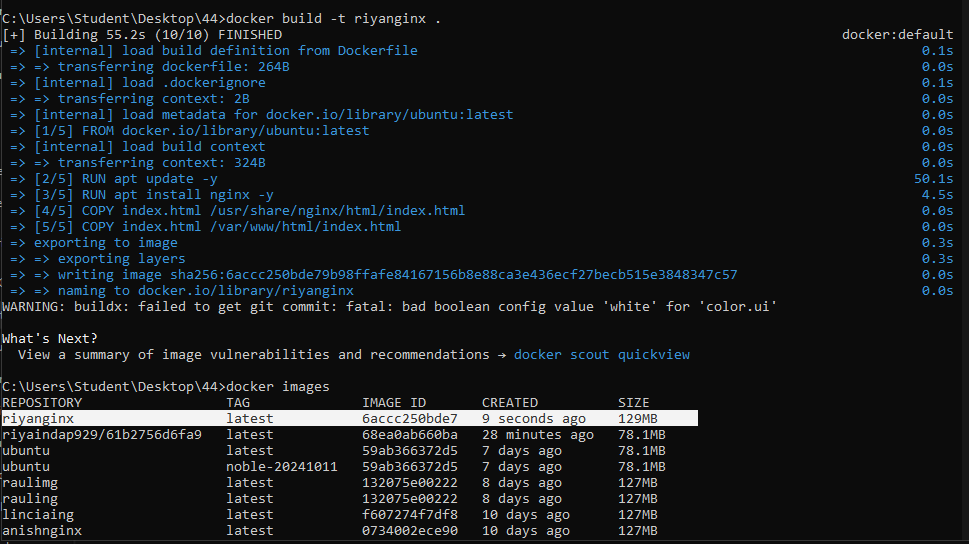 C:\Users\Student\Desktop\44>docker build -t riyanginx .
[+] Building 55.2s (10/10) FINISHED docker:default
=> [internal] load build definition from Dockerfile 0.1s
=> => transferring dockerfile: 264B 0.0s
=> [internal] load .dockerignore 0.1s
=> => transferring context: 2B 0.0s
=> [internal] load metadata for docker.io/library/ubuntu:latest 0.0s
=> [1/5] FROM docker.io/library/ubuntu:latest 0.0s
=> [internal] load build context 0.0s
=> => transferring context: 324B 0.0s
=> [2/5] RUN apt update -y 50.1s
=> [3/5] RUN apt install nginx -y 4.5s
=> [4/5] COPY index.html /usr/share/nginx/html/index.html 0.0s
=> [5/5] COPY index.html /var/www/html/index.html 0.0s
=> exporting to image 0.3s
=> => exporting layers 0.3s
=> => writing image sha256:6accc250bde79b98ffafe84167156b8e88ca3e436ecf27becb515e3848347c57 0.0s
=> => naming to docker.io/library/riyanginx 0.0s
WARNING: buildx: failed to get git commit: fatal: bad boolean config value 'white' for 'color.ui'
What's Next?
View a summary of image vulnerabilities and recommendations → docker scout quickview
C:\Users\Student\Desktop\44>docker images
REPOSITORY TAG IMAGE ID CREATED SIZE
riyanginx latest 6accc250bde7 9 seconds ago 129MB
riyaindap929/61b2756d6fa9 latest 68ea0ab660ba 28 minutes ago 78.1MB
ubuntu latest 59ab366372d5 7 days ago 78.1MB
ubuntu noble-20241011 59ab366372d5 7 days ago 78.1MB
raulimg latest 132075e00222 8 days ago 127MB
rauling latest 132075e00222 8 days ago 127MB
linciaing latest f607274f7df8 10 days ago 127MB
anishnginx latest 0734002ece90 10 days ago 127MB